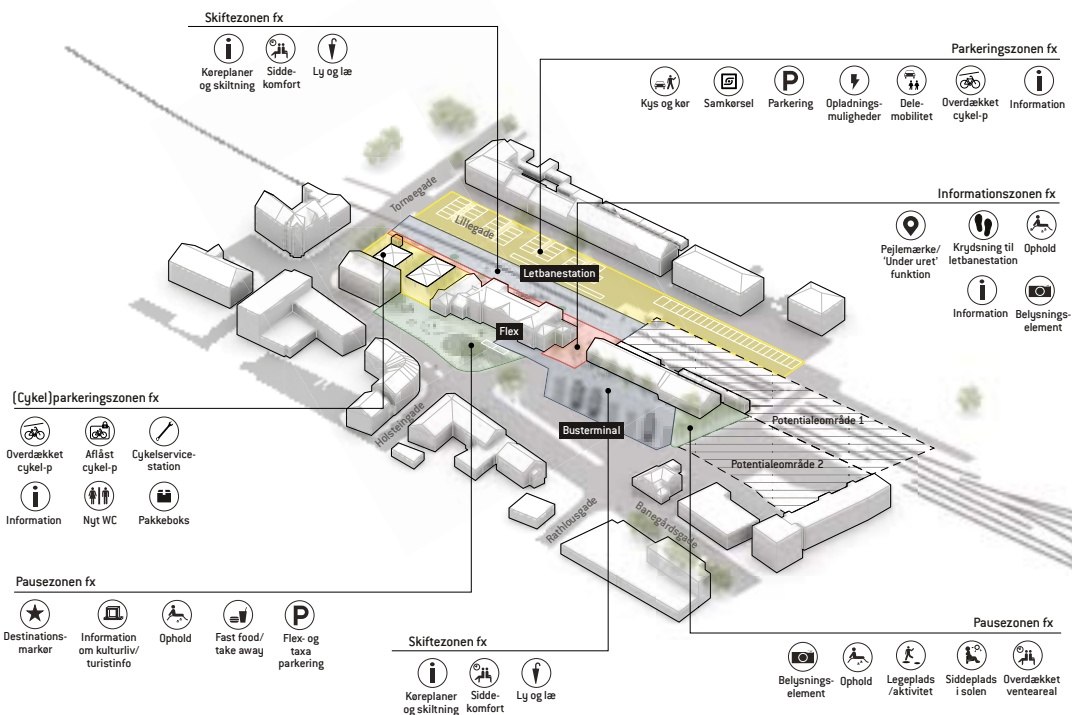 Skiftezonen fx
Køreplaner
og skiltning
Sidde-
komfort
Ly og læ
Parkeringszonen fx
Kys og kør
Samkørsel
P
Parkering
Opladnings-
muligheder
Dele-
mobilitet
Overdækket
cykel-p
Information
Informationszonen fx
Pejlemærke/
'Under uret'
funktion
Krydsning til
letbanestation
Ophold
Information
Belysnings-
element
Tornøegade
Lillegade
Letbanestation
Flex
Busterminal
Potentialeområde 1
Potentialeområde 2
Holsteingade
Rathlousgade
Banegårdsgade
(Cykel)parkeringszonen fx
Overdækket
cykel-p
Aflåst
cykel-p
Cykelservice-
station
Information
Nyt WC
Pakkeboks
Pausezonen fx
Destinations-
markør
Information
om kulturliv/
turistinfo
Ophold
Fast food/
take away
P
Flex- og
taxa
parkering
Skiftezonen fx
Køreplaner
og skiltning
Sidde-
komfort
Ly og læ
Pausezonen fx
Belysnings-
element
Ophold
Legeplads
/aktivitet
Siddeplads
i solen
Overdækket
venteareal